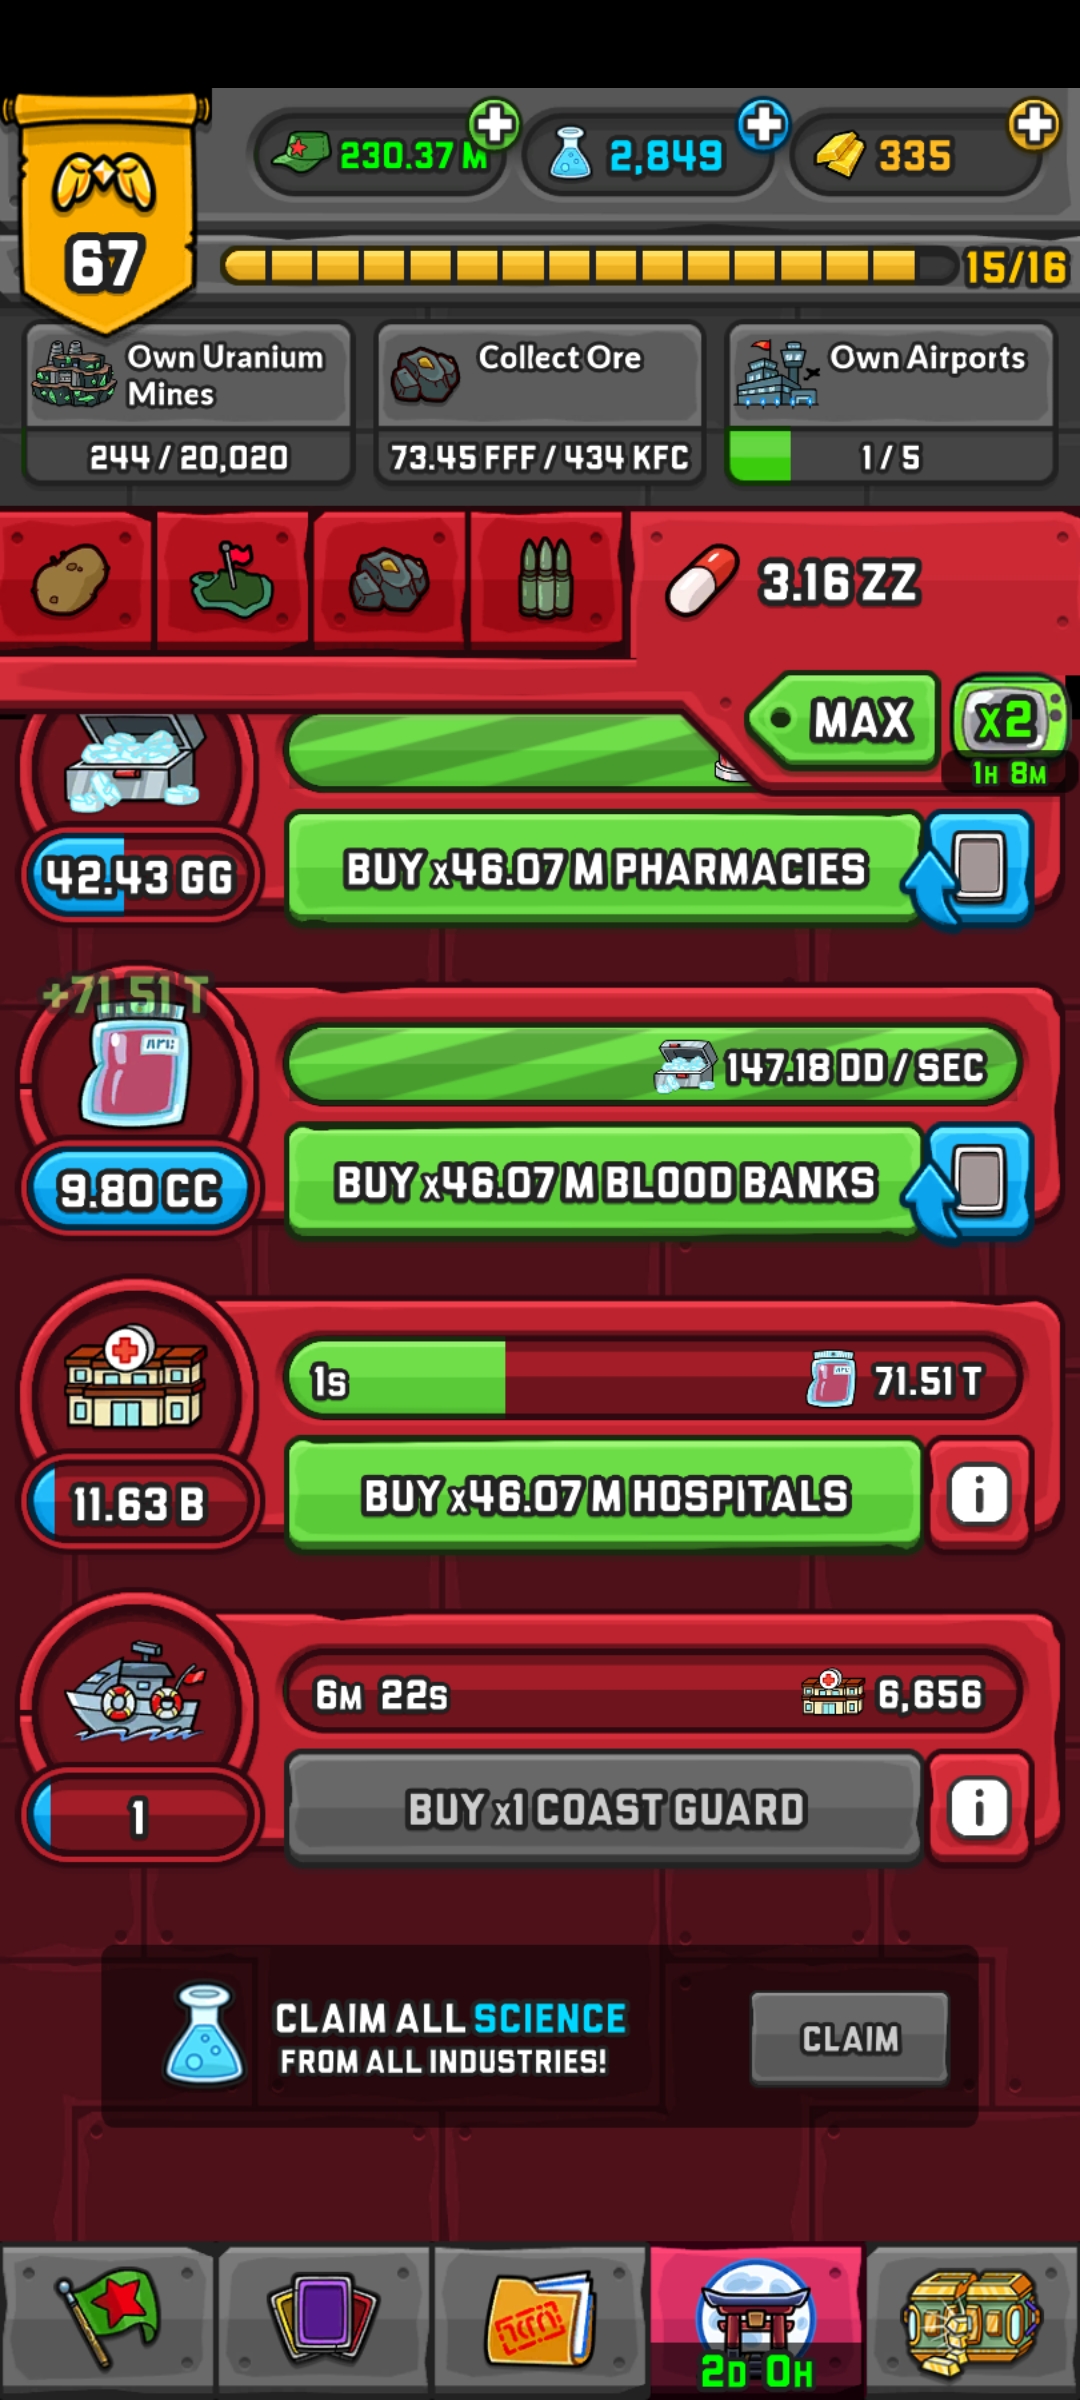 230.37 M
2,849
335
67
15/16
Own Uranium
Mines
Collect Ore
Own Airports
244 / 20,020
73.45 FFF / 434 KFC
1 / 5
3.16 ZZ
MAX
x2
1H 8M
42.43 GG
BUY x46.07 M PHARMACIES
+71.51 T
147.18 DD / SEC
9.80 CC
BUY x46.07 M BLOOD BANKS
1S
71.51 T
11.63 B
BUY x46.07 M HOSPITALS
i
6M 22S
6,656
1
BUY x1 COAST GUARD
i
CLAIM ALL SCIENCE
FROM ALL INDUSTRIES!
CLAIM
2D 0H